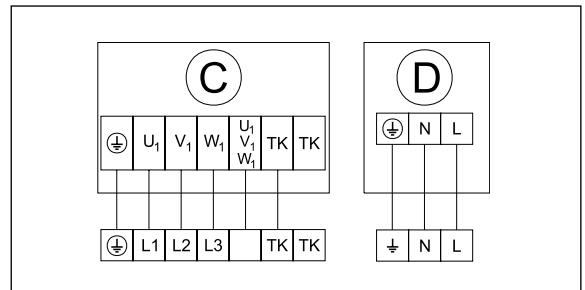 C
D
⏚ U₁ V₁ W₁ U₁ V₁ W₁ TK TK
⏚ N L
⏚ L1 L2 L3 TK TK
⏚ N L